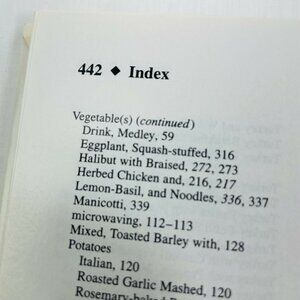 442 ◆ Index
Vegetable(s) (continued)
Drink, Medley, 59
Eggplant, Squash-stuffed, 316
Halibut with Braised, 272, 273
Herbed Chicken and, 216, 217
Lemon-Basil, and Noodles, 336, 337
Manicotti, 339
microwaving, 112–113
Mixed, Toasted Barley with, 128
Potatoes
Italian, 120
Roasted Garlic Mashed, 120
Rosemary-baked